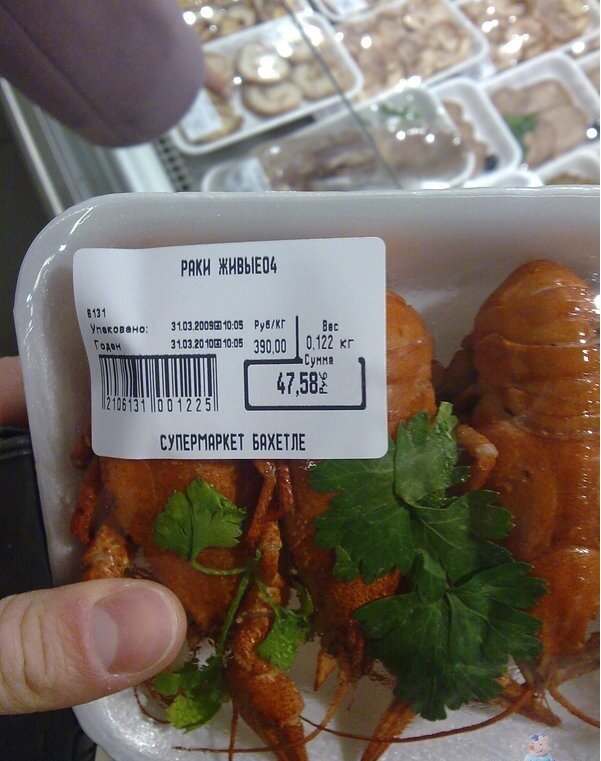 РАКИ ЖИВЫЕ04
6131
Упаковано: 31.03.2009 10:05 Руб/КГ Вес
Годен 31.03.2010 10:05 390,00 0,122 кг
Сумма
47,58 Руб
2106131 001225
СУПЕРМАРКЕТ БАХЕТЛЕ